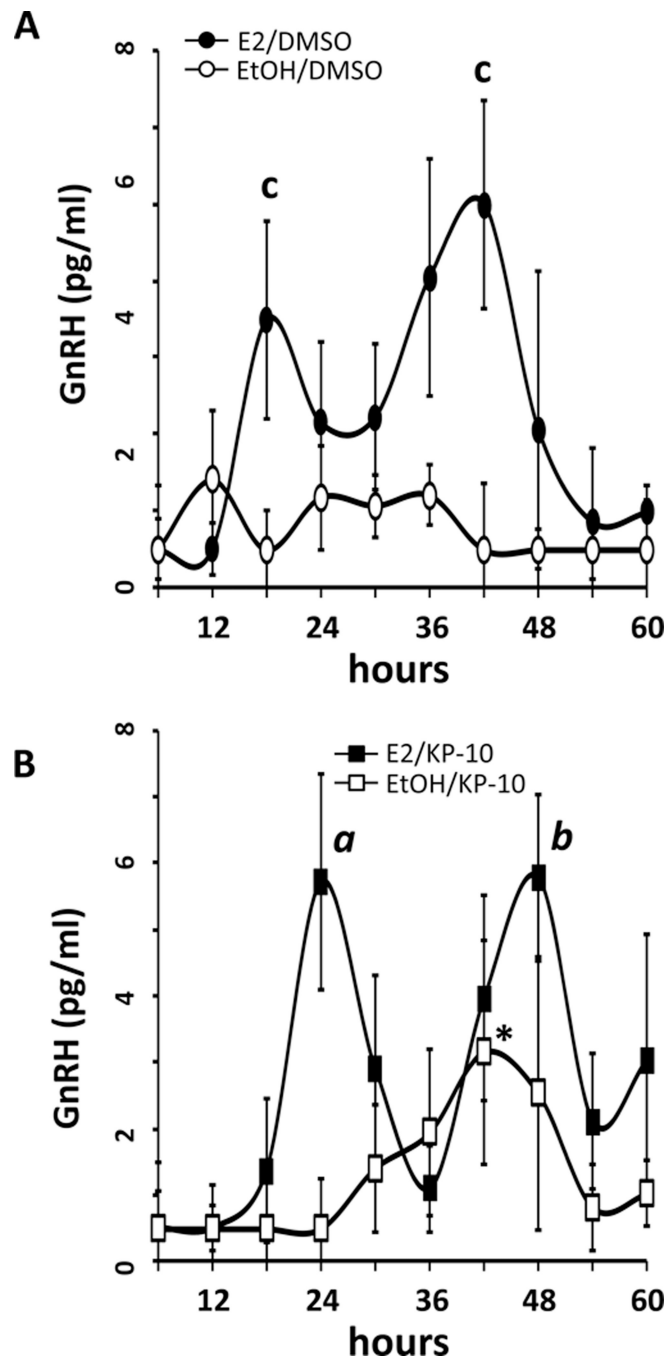 A
E2/DMSO
EtOH/DMSO
8
6
4
2
0
GnRH (pg/ml)
c
c
12 24 36 48 60
hours
B
E2/KP-10
EtOH/KP-10
8
6
4
2
0
GnRH (pg/ml)
a
b
*
12 24 36 48 60
hours